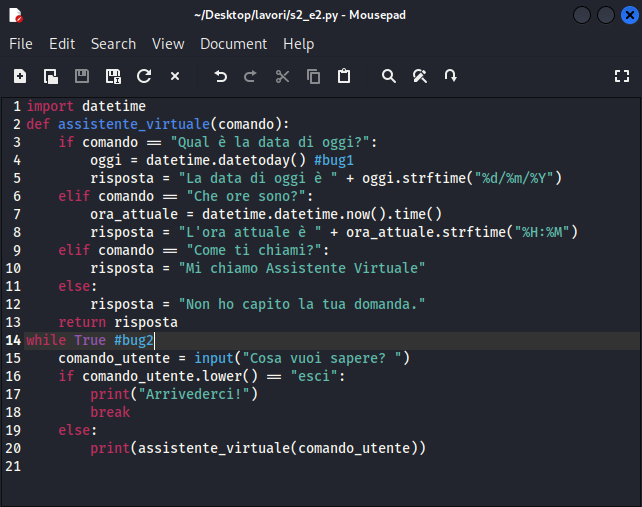 ~/Desktop/lavori/s2_e2.py - Mousepad
File Edit Search View Document Help
1 import datetime
2 def assistente_virtuale(comando):
3     if comando == "Qual è la data di oggi?":
4         oggi = datetime.datetoday() #bug1
5         risposta = "La data di oggi è " + oggi.strftime("%d/%m/%Y")
6     elif comando == "Che ore sono?":
7         ora_attuale = datetime.datetime.now().time()
8         risposta = "L'ora attuale è " + ora_attuale.strftime("%H:%M")
9     elif comando == "Come ti chiami?":
10         risposta = "Mi chiamo Assistente Virtuale"
11     else:
12         risposta = "Non ho capito la tua domanda."
13     return risposta
14 while True #bug2
15     comando_utente = input("Cosa vuoi sapere? ")
16     if comando_utente.lower() == "esci":
17         print("Arrivederci!")
18         break
19     else:
20         print(assistente_virtuale(comando_utente))
21